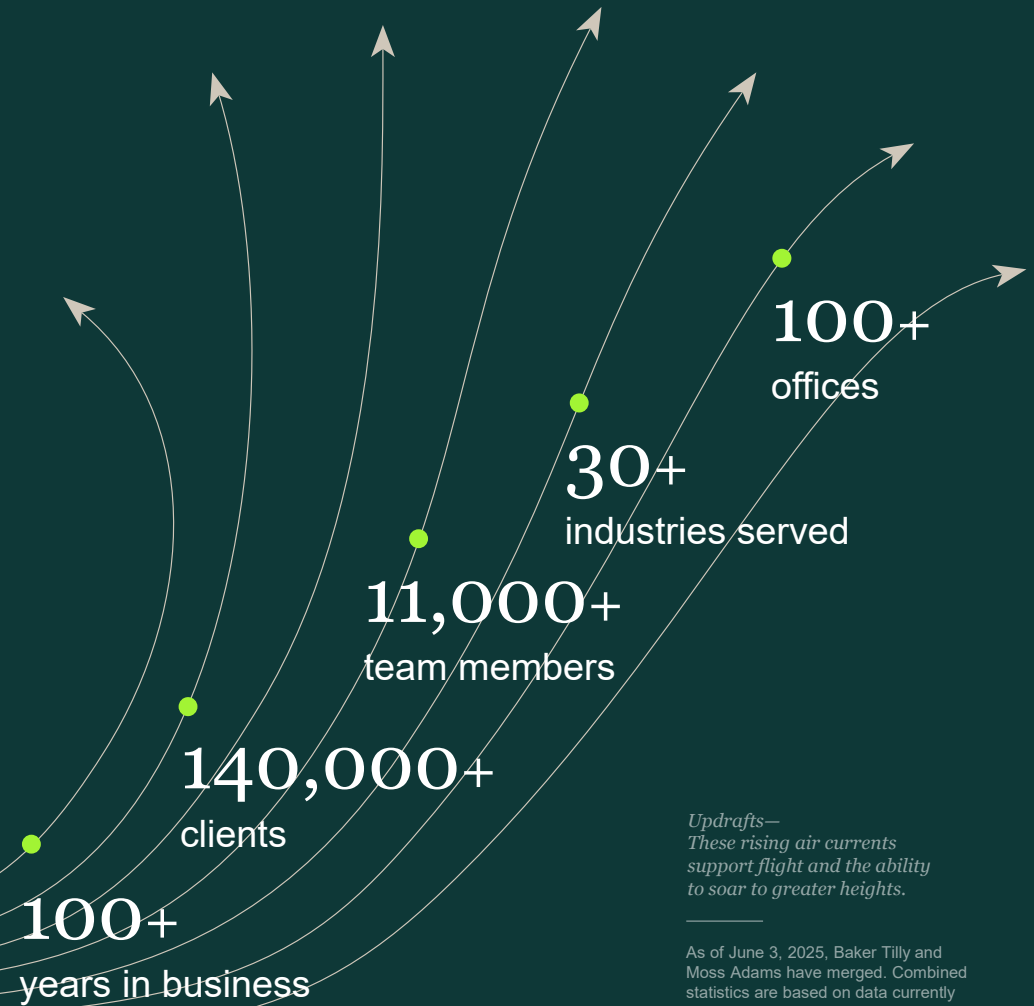 100+
offices
30+
industries served
11,000+
team members
140,000+
clients
100+
years in business
Updrafts—
These rising air currents
support flight and the ability
to soar to greater heights.
As of June 3, 2025, Baker Tilly and
Moss Adams have merged. Combined
statistics are based on data currently